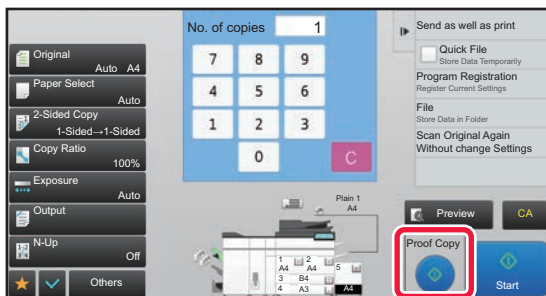 No. of copies 1
Original
Auto A4
Paper Select
Auto
2-Sided Copy
1-Sided→1-Sided
Copy Ratio
100%
Exposure
Auto
Output
N-Up
Off
Others
7 8 9
4 5 6
1 2 3
0 C
Plain 1
A4
1 A4
2 A4
3 B4
4 A3
5 A4
Send as well as print
Quick File
Store Data Temporarily
Program Registration
Register Current Settings
File
Store Data in Folder
Scan Original Again
Without change Settings
Preview
CA
Proof Copy
Start